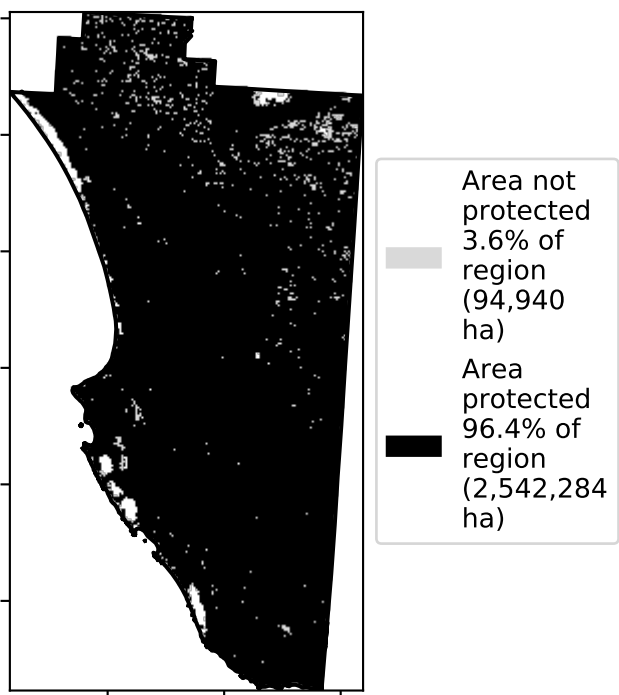 Area not
protected
3.6% of
region
(94,940
ha)
Area
protected
96.4% of
region
(2,542,284
ha)